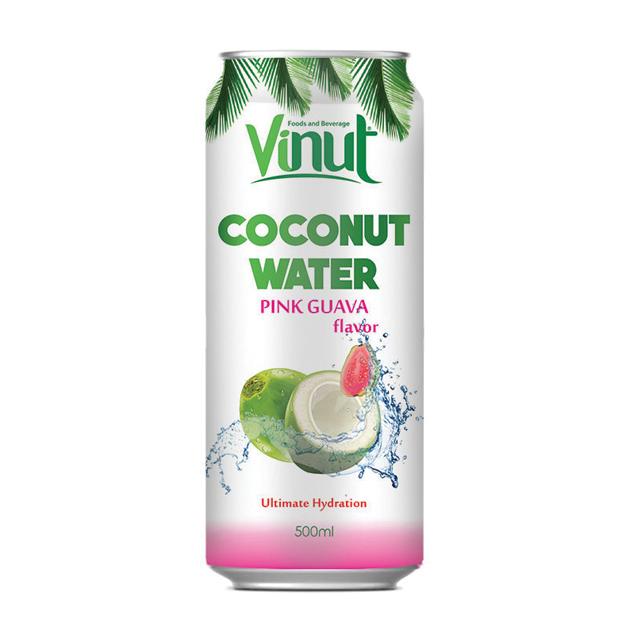 Foods and Beverage
Vinut®
COCONUT
WATER
PINK GUAVA
flavor
Ultimate Hydration
500ml